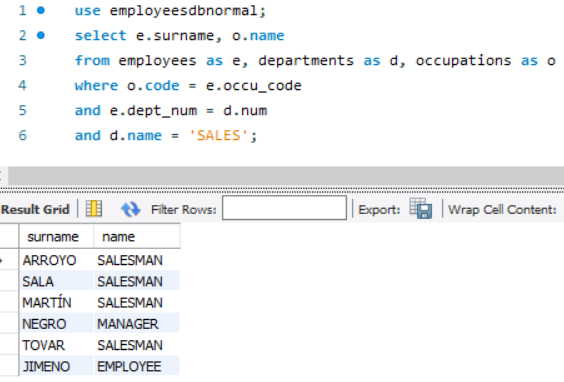 1 use employeesdbnormal;
2 select e.surname, o.name
3 from employees as e, departments as d, occupations as o
4 where o.code = e.occu_code
5 and e.dept_num = d.num
6 and d.name = 'SALES';
Result Grid Filter Rows: Export: Wrap Cell Content:
surname name
ARROYO SALESMAN
SALA SALESMAN
MARTÍN SALESMAN
NEGRO MANAGER
TOVAR SALESMAN
JIMENO EMPLOYEE